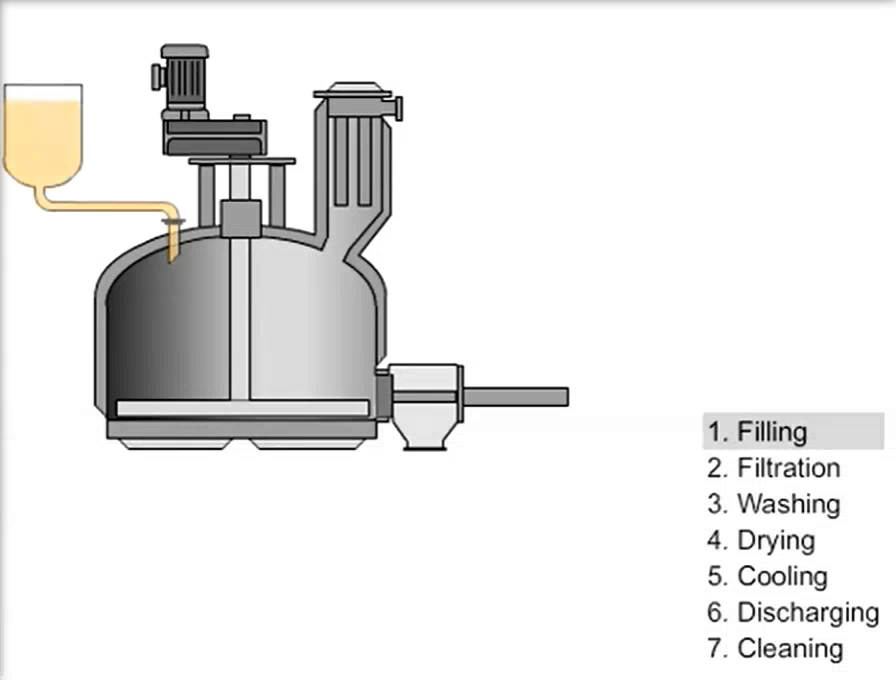 1. Filling
2. Filtration
3. Washing
4. Drying
5. Cooling
6. Discharging
7. Cleaning